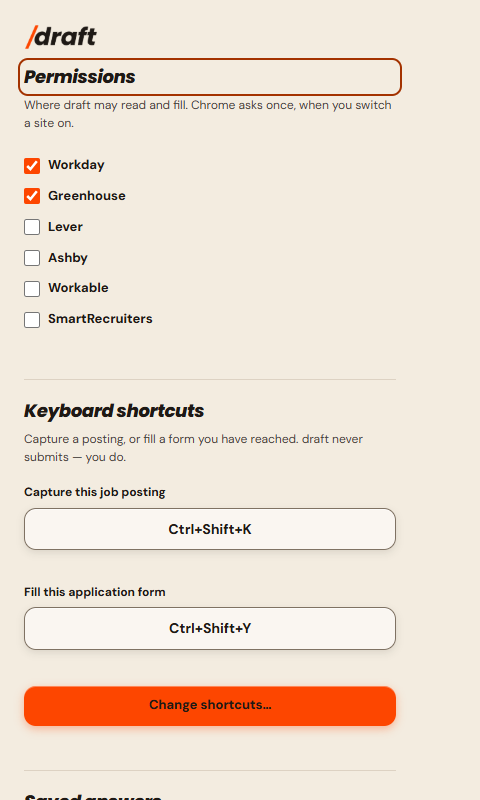 /draft
Permissions
Where draft may read and fill. Chrome asks once, when you switch
a site on.
Workday
Greenhouse
Lever
Ashby
Workable
SmartRecruiters
Keyboard shortcuts
Capture a posting, or fill a form you have reached. draft never
submits — you do.
Capture this job posting
Ctrl+Shift+K
Fill this application form
Ctrl+Shift+Y
Change shortcuts...
Saved answers